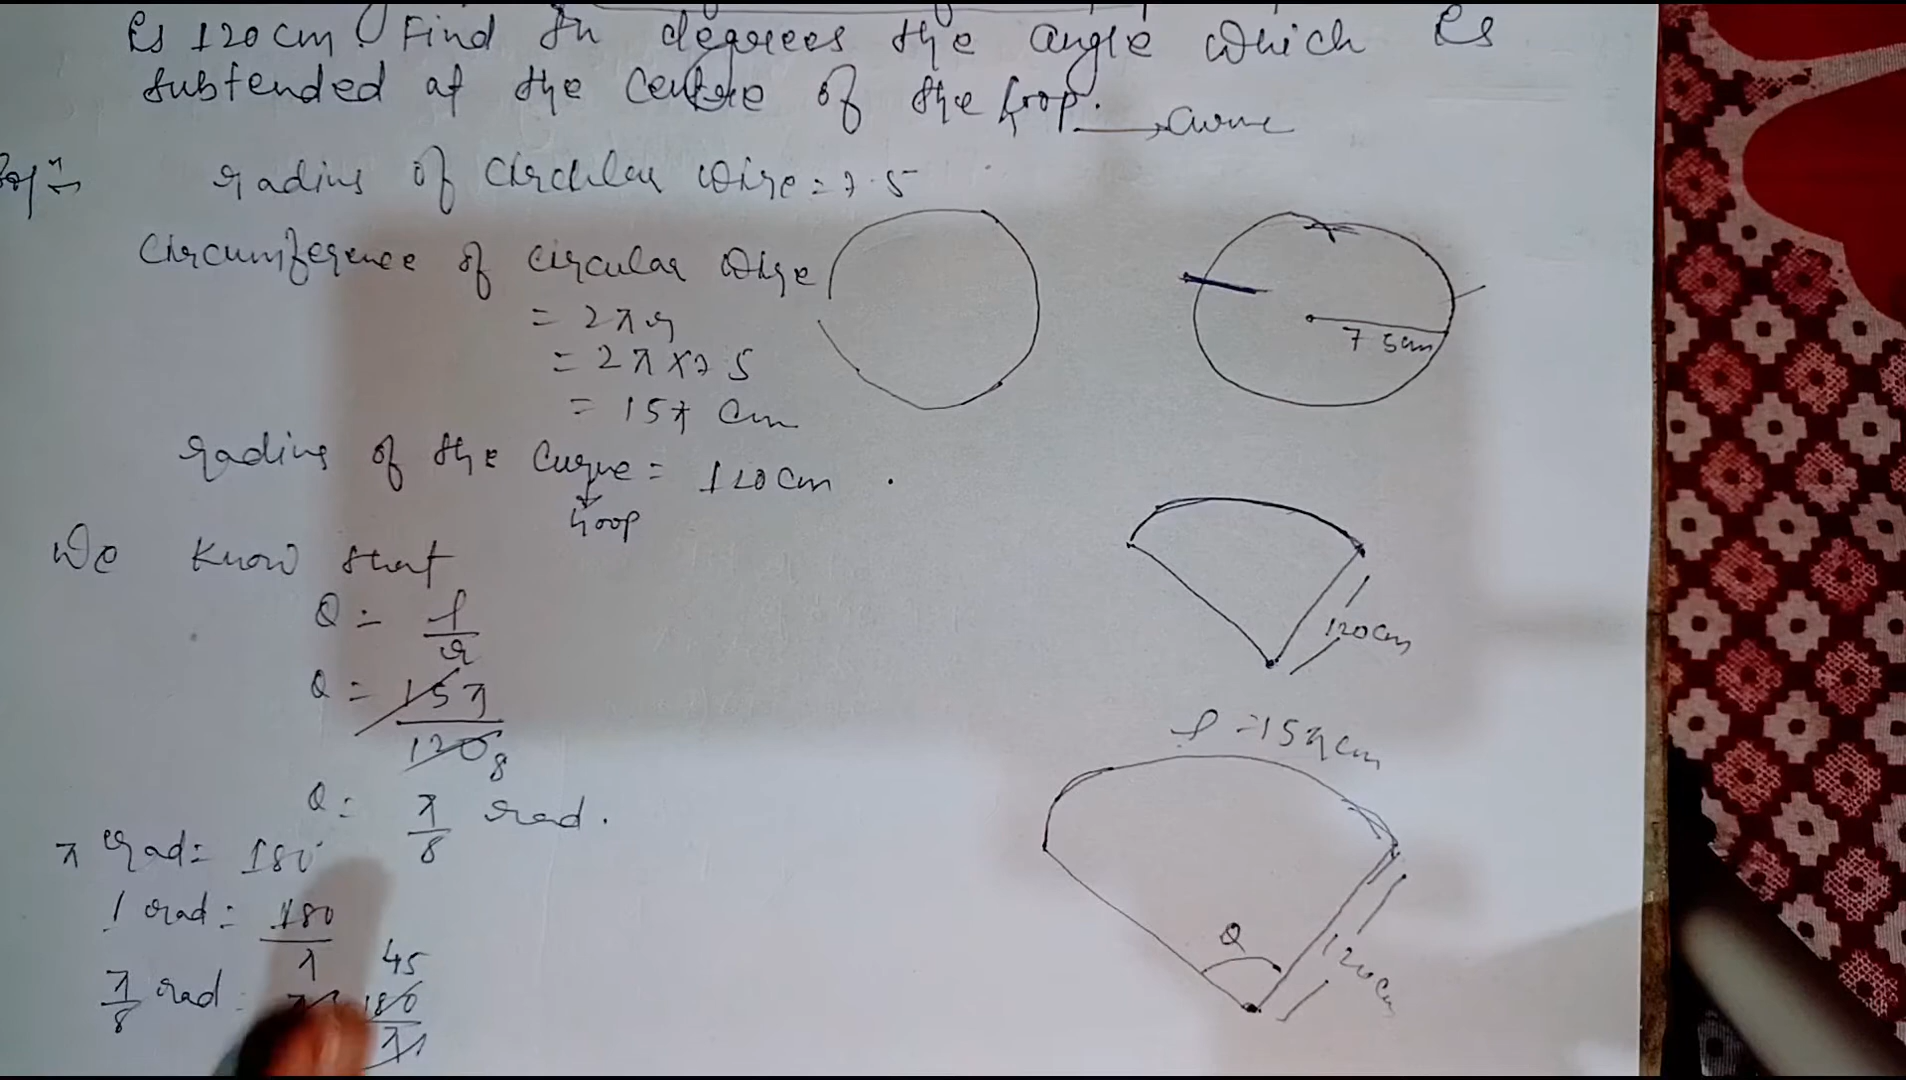 is 120 cm. Find in degrees the angle which is
subtended at the centre of the hoop. → curve
Solⁿ:- radius of circular wire = 7.5
Circumference of circular wire
= 2πr
= 2π×7.5
= 15π cm
7.5cm
radius of the curve = 120cm.
hoop
We know that
θ = l/r
θ = 15π/120 8
θ = π/8 rad.
120cm
l = 15π cm
θ
120cm
π rad = 180°
1 rad = 180/π
π/8 rad = 45
180/π